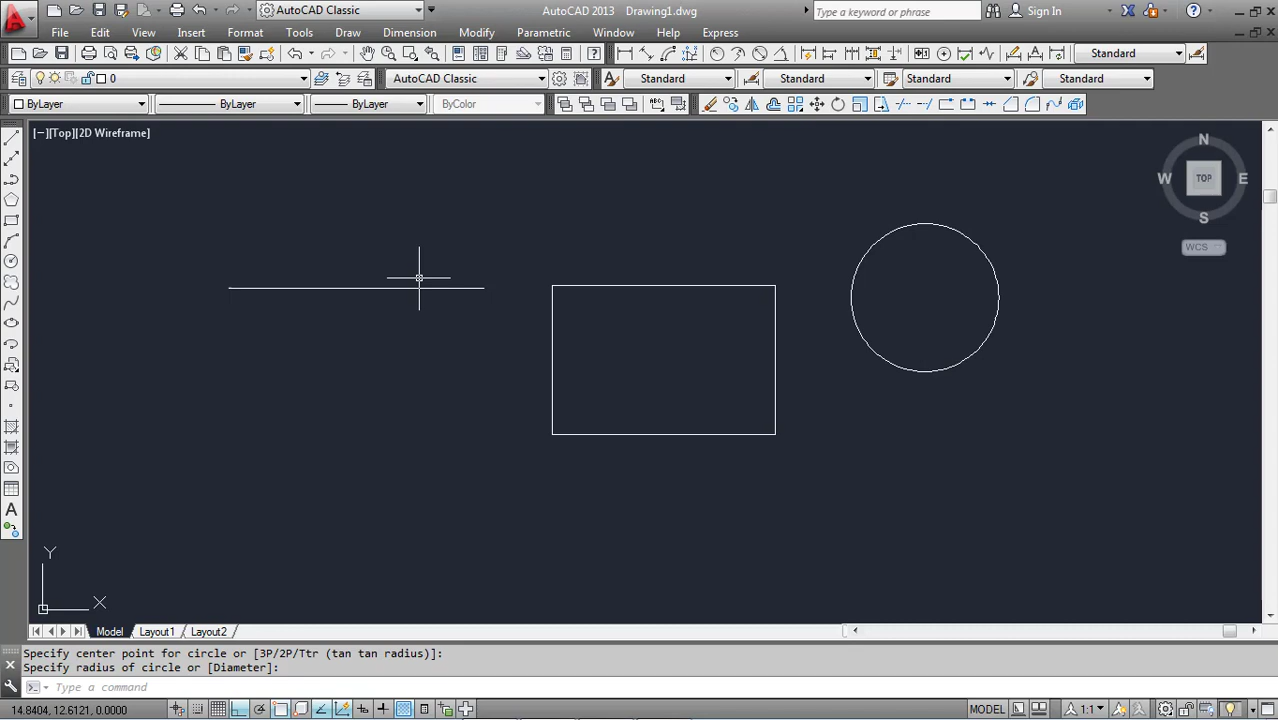 AutoCAD Classic AutoCAD 2013 Drawing1.dwg Type a keyword or phrase Sign In
File Edit View Insert Format Tools Draw Dimension Modify Parametric Window Help Express
Standard
0 AutoCAD Classic Standard Standard Standard Standard
ByLayer ByLayer ByLayer ByColor
[−][Top][2D Wireframe]
N
W TOP E
S
WCS
Y
X
Model Layout1 Layout2
Specify center point for circle or [3P/2P/Ttr (tan tan radius)]:
Specify radius of circle or [Diameter]:
Type a command
14.8404, 12.6121, 0.0000 MODEL 1:1